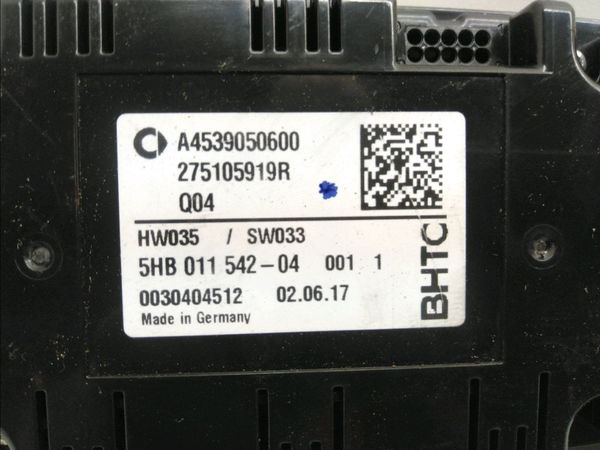 A4539050600
275105919R
Q04
HW035 / SW033
5HB 011 542-04 001 1
0030404512 02.06.17
Made in Germany
BHTC